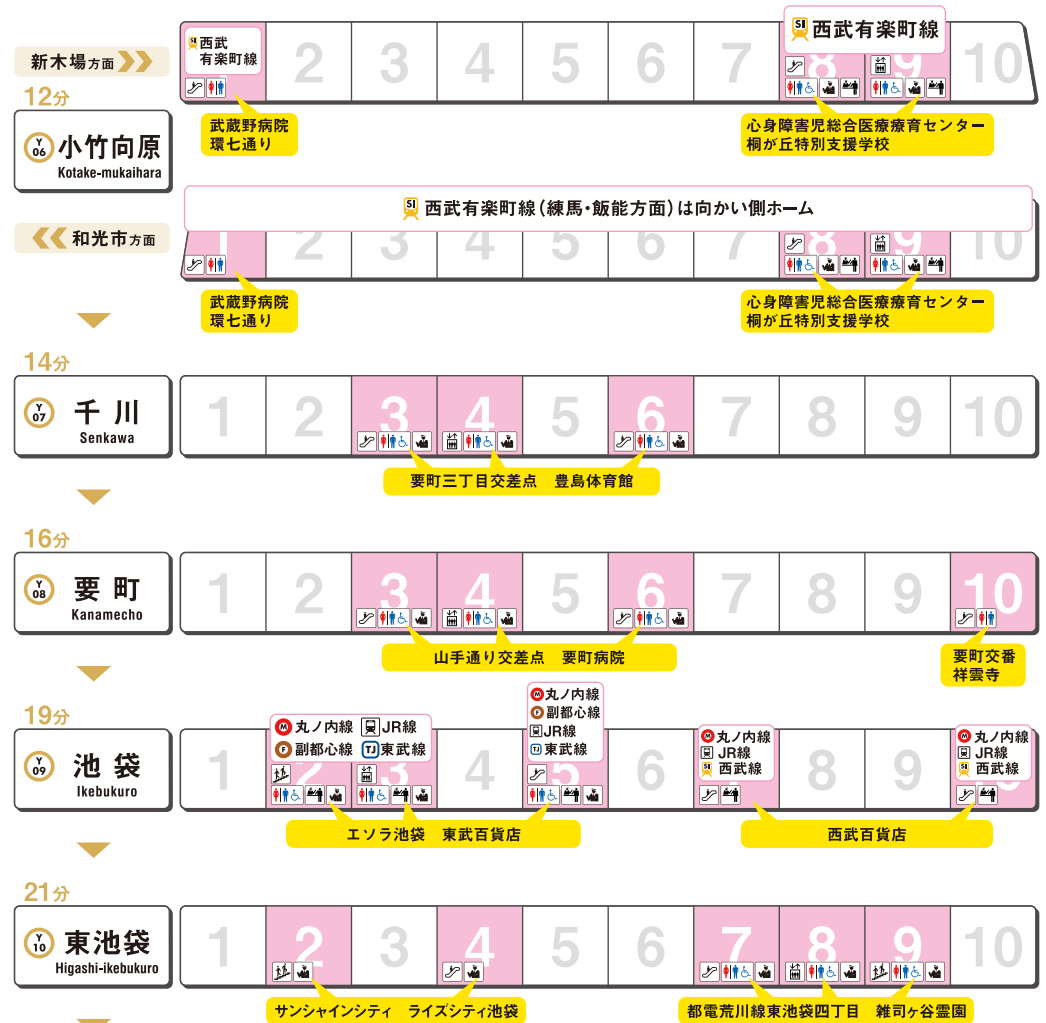 新木場方面
12分
Y 06 小竹向原
Kotake-mukaihara
和光市方面
西武
有楽町線
2 3 4 5 6 7 8 9 10
SI 西武有楽町線
武蔵野病院
環七通り
心身障害児総合医療療育センター
桐が丘特別支援学校
SI 西武有楽町線(練馬・飯能方面)は向かい側ホーム
1 2 3 4 5 6 7 8 9 10
武蔵野病院
環七通り
心身障害児総合医療療育センター
桐が丘特別支援学校
14分
Y 07 千川
Senkawa
1 2 3 4 5 6 7 8 9 10
要町三丁目交差点 豊島体育館
16分
Y 08 要町
Kanamecho
1 2 3 4 5 6 7 8 9 10
山手通り交差点 要町病院
要町交番
祥雲寺
19分
Y 09 池袋
Ikebukuro
M 丸ノ内線 JR線
F 副都心線 TJ 東武線
M 丸ノ内線
F 副都心線
JR線
TJ 東武線
M 丸ノ内線
JR線
SI 西武線
M 丸ノ内線
JR線
SI 西武線
1 2 3 4 5 6 8 9
エソラ池袋 東武百貨店
西武百貨店
21分
Y 10 東池袋
Higashi-ikebukuro
1 2 3 4 5 6 7 8 9 10
サンシャインシティ ライズシティ池袋
都電荒川線東池袋四丁目 雑司ヶ谷霊園